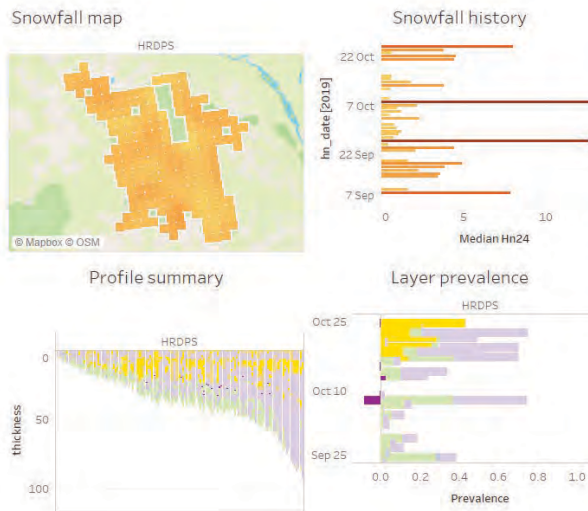 Snowfall map
HRDPS
© Mapbox © OSM
Snowfall history
hn_date [2019]
22 Oct
7 Oct
22 Sep
7 Sep
0 5 10
Median Hn24
Profile summary
HRDPS
thickness
0
50
100
Layer prevalence
HRDPS
Oct 25
Oct 10
Sep 25
0.0 0.2 0.4 0.6 0.8 1.0
Prevalence